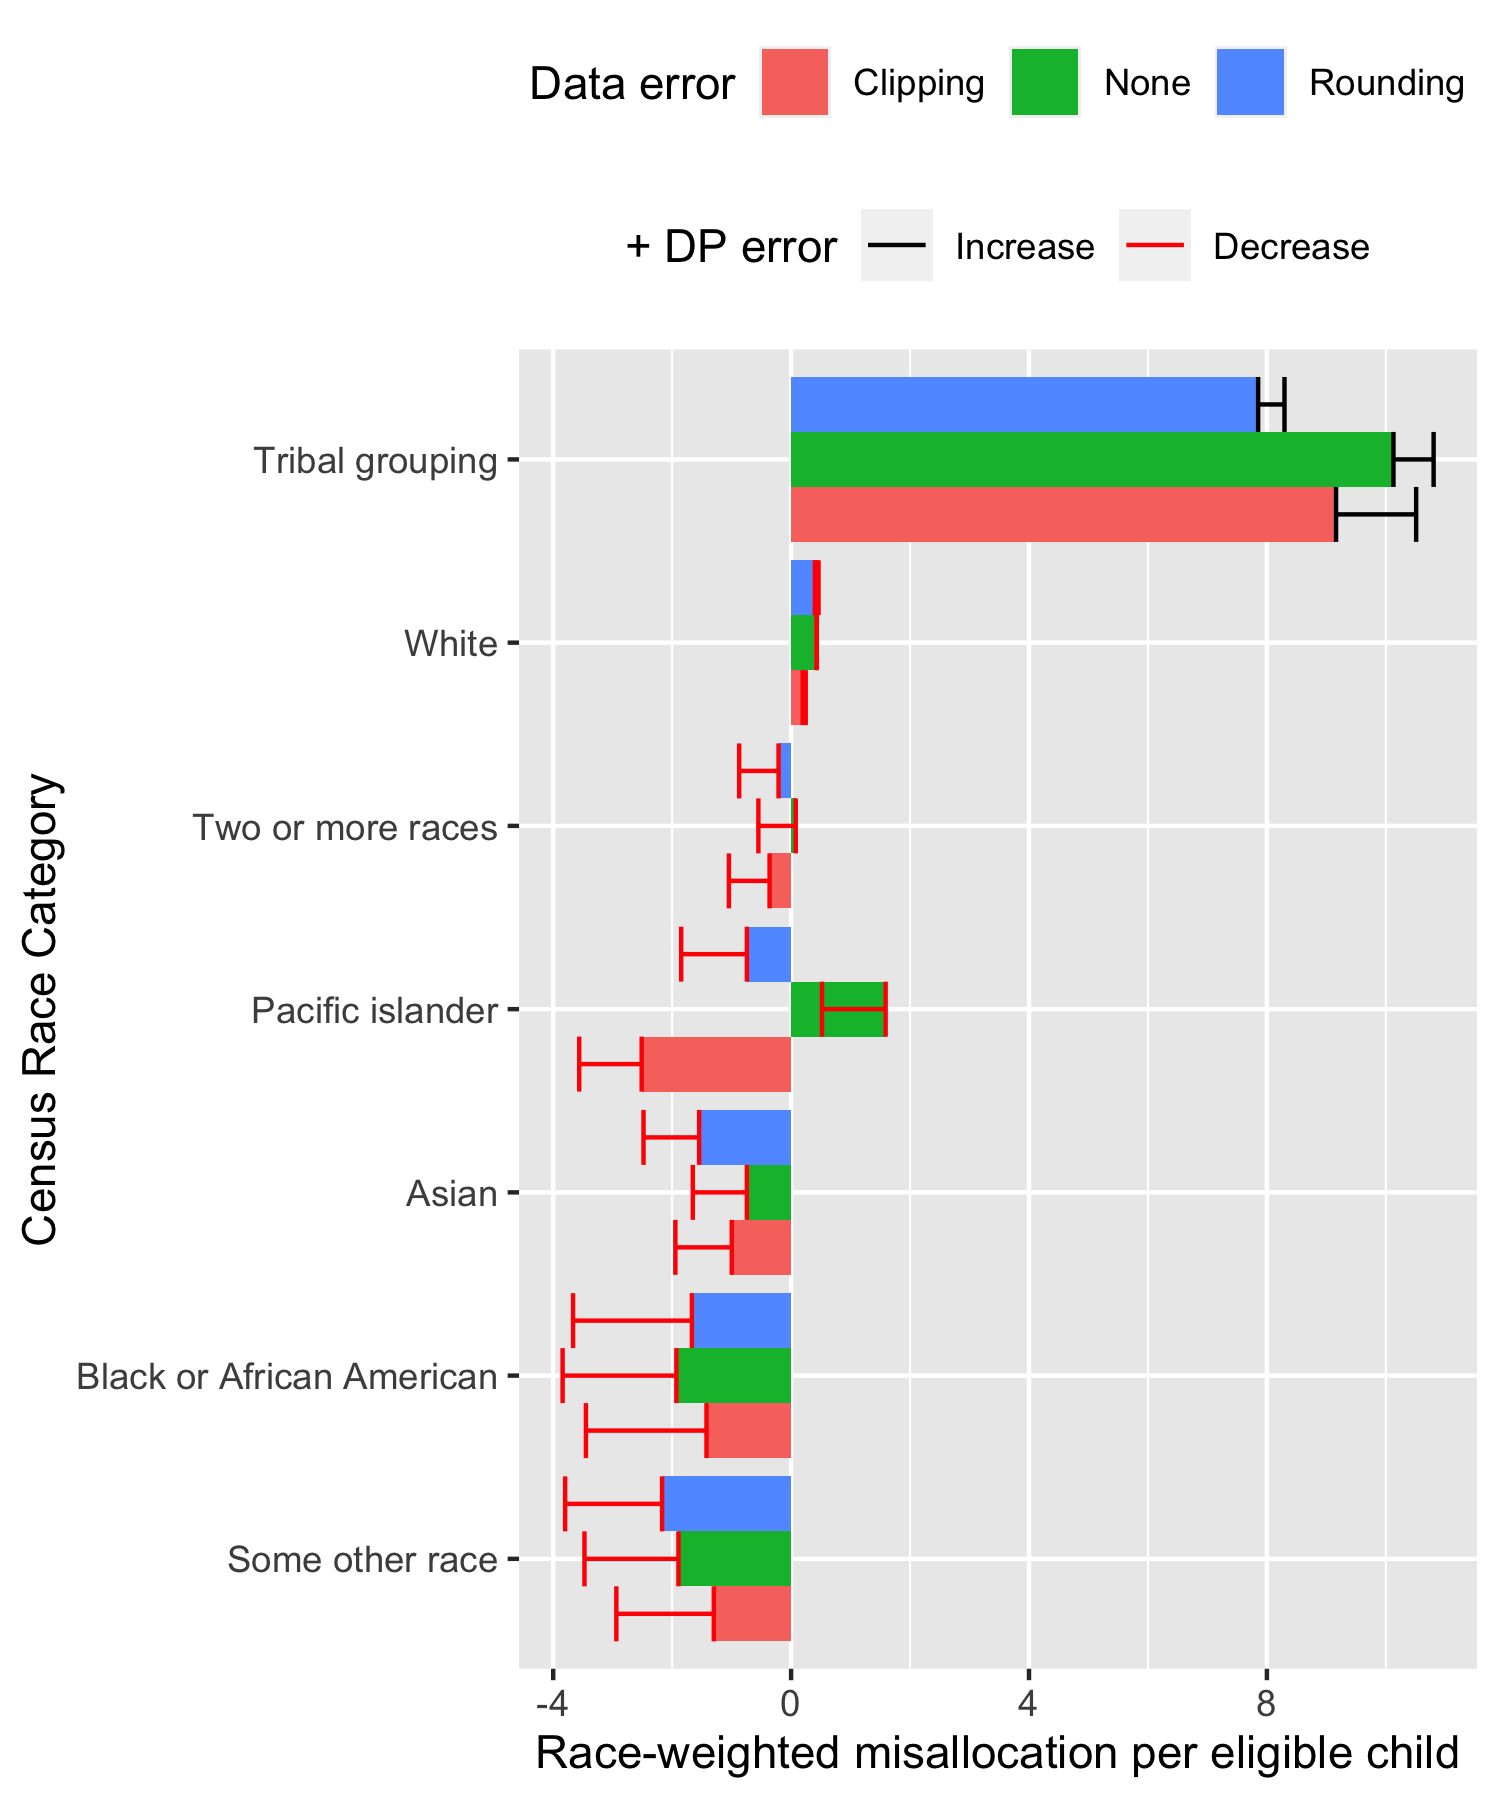 Data error Clipping None Rounding
+ DP error Increase Decrease
Census Race Category
Tribal grouping
White
Two or more races
Pacific islander
Asian
Black or African American
Some other race
-4 0 4 8
Race-weighted misallocation per eligible child